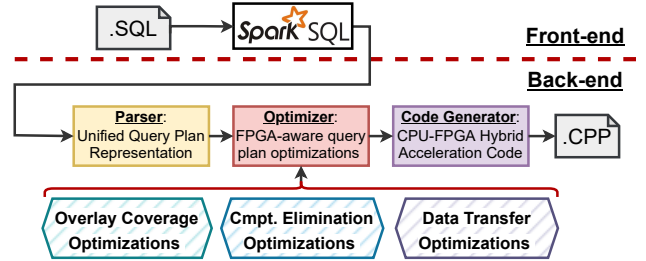 .SQL
Spark SQL
Front-end
Back-end
Parser:
Unified Query Plan
Representation
Optimizer:
FPGA-aware query
plan optimizations
Code Generator:
CPU-FPGA Hybrid
Acceleration Code
.CPP
Overlay Coverage
Optimizations
Cmpt. Elimination
Optimizations
Data Transfer
Optimizations